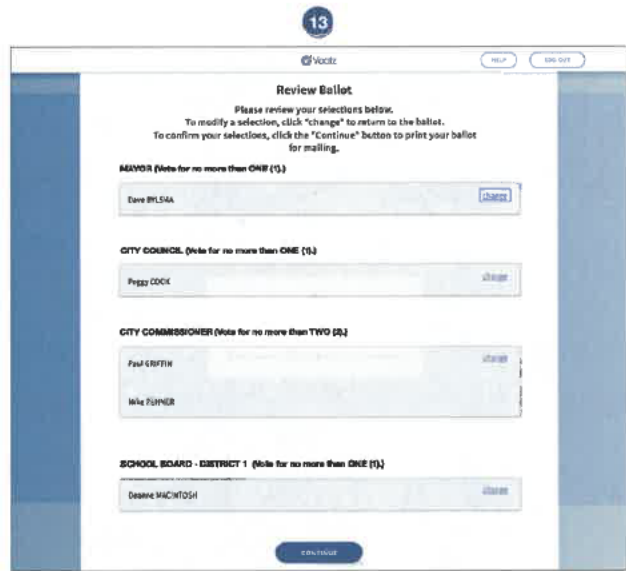 13
Voatz
HELP
LOG OUT
Review Ballot
Please review your selections below.
To modify a selection, click "change" to return to the ballot.
To confirm your selections, click the "Continue" button to print your ballot
for mailing.
MAYOR (Vote for no more than ONE (1).)
Dave BYLSMA
change
CITY COUNCIL (Vote for no more than ONE (1).)
Peggy COOK
change
CITY COMMISSIONER (Vote for no more than TWO (2).)
Paul GRIFFIN
change
Mike
SCHOOL BOARD - DISTRICT 1 (Vote for no more than ONE (1).)
Deanne MACINTOSH
change
CONTINUE